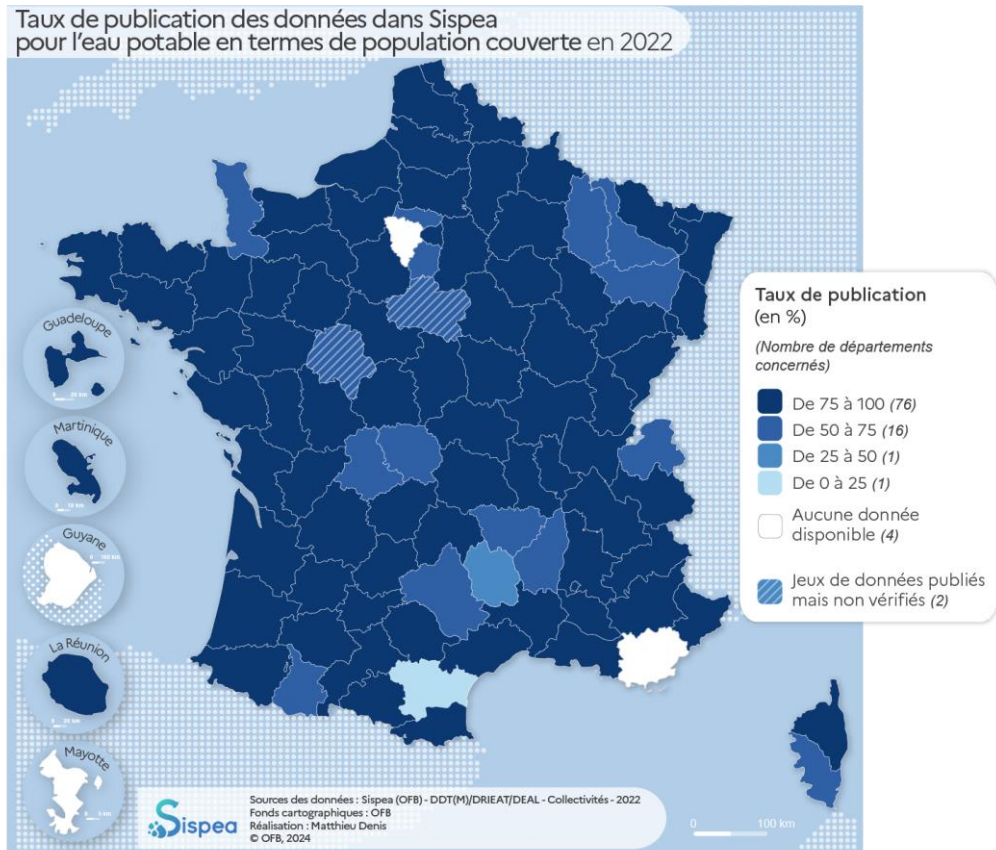 Taux de publication des données dans Sispea
pour l'eau potable en termes de population couverte en 2022
Guadeloupe
Martinique
Guyane
La Réunion
Mayotte
Taux de publication
(en %)
(Nombre de départements
concernés)
De 75 à 100 (76)
De 50 à 75 (16)
De 25 à 50 (1)
De 0 à 25 (1)
Aucune donnée
disponible (4)
Jeux de données publiés
mais non vérifiés (2)
Sispea
Sources des données : Sispea (OFB) - DDT(M)/DRIEAT/DEAL - Collectivités - 2022
Fonds cartographiques : OFB
Réalisation : Matthieu Denis
© OFB, 2024
0 100 km